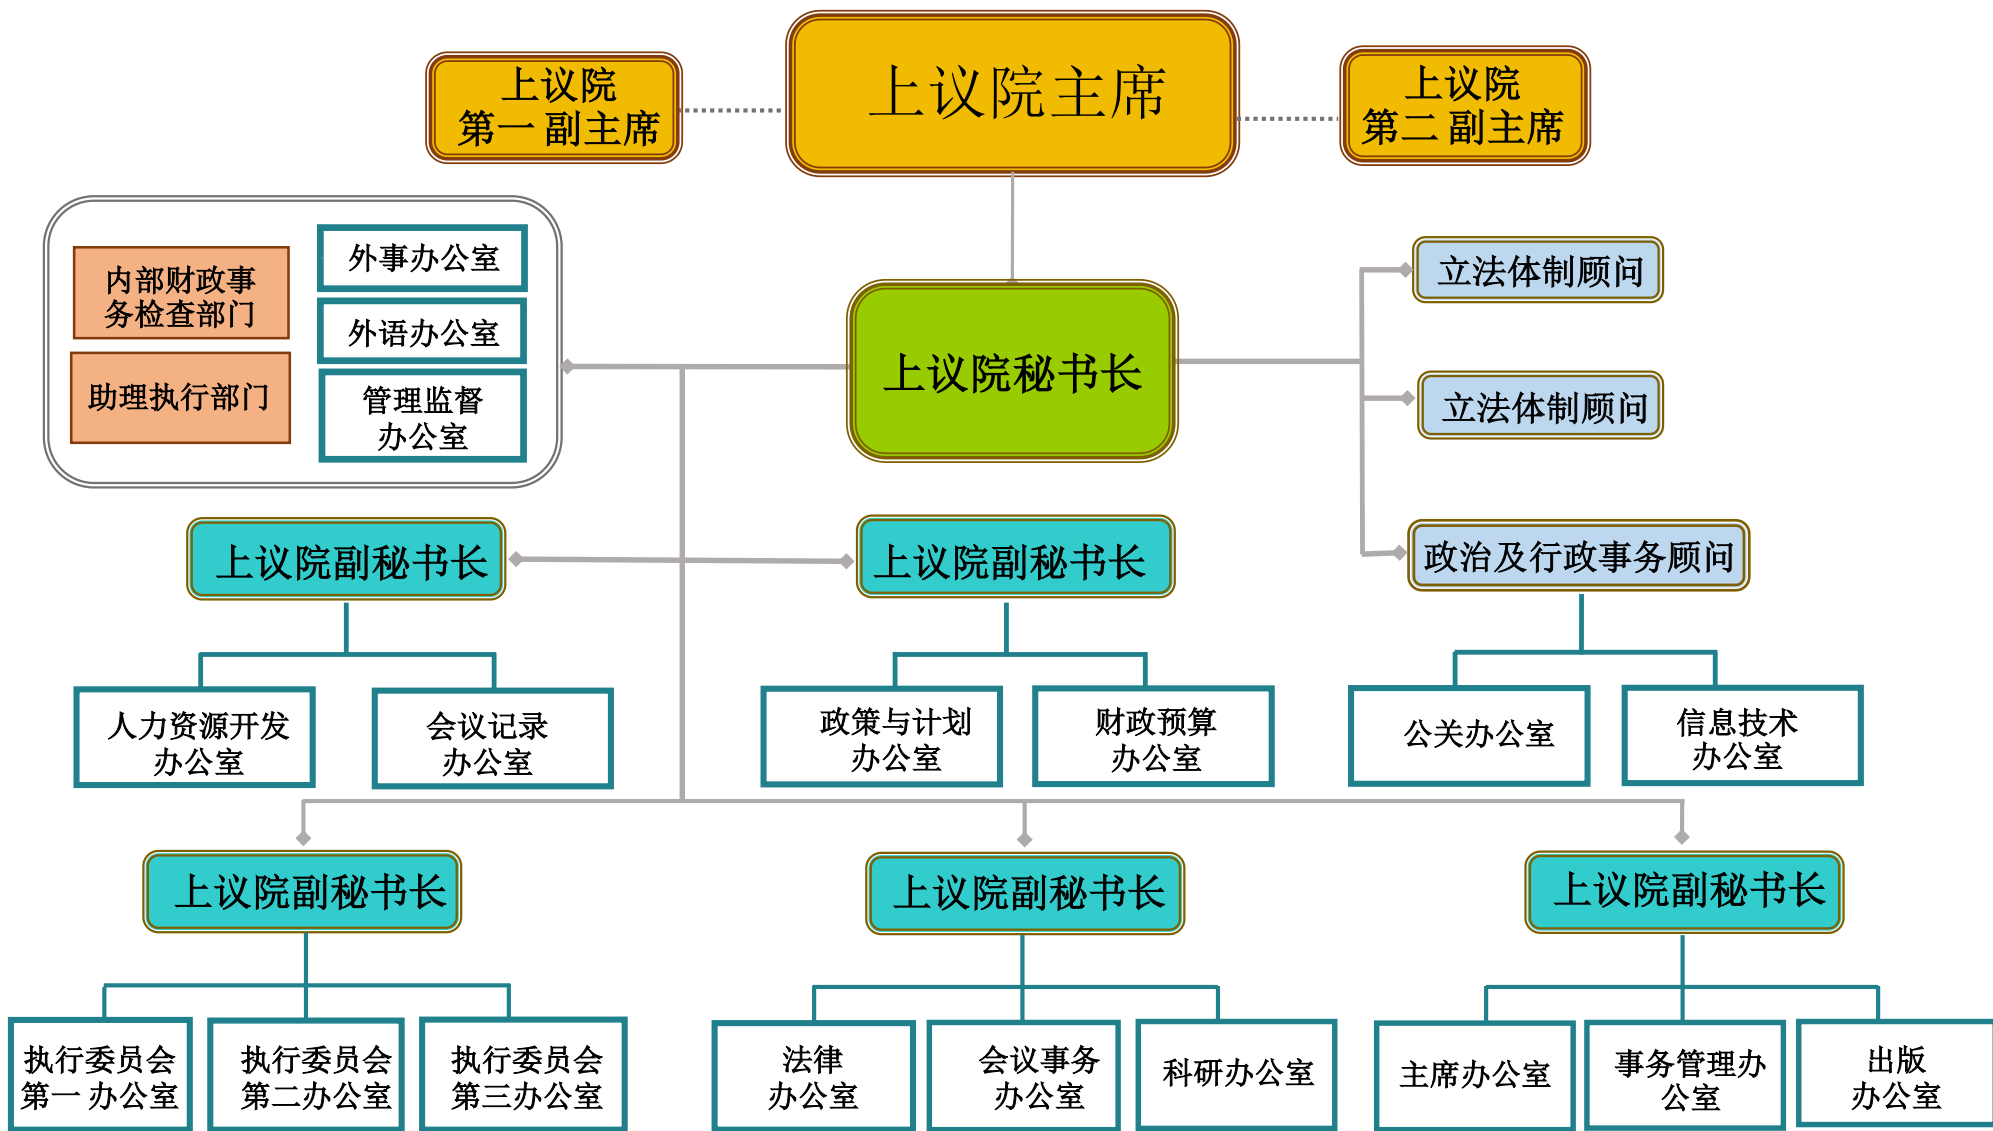 上议院主席
上议院
第一 副主席
上议院
第二 副主席
内部财政事
务检查部门
助理执行部门
外事办公室
外语办公室
管理监督
办公室
上议院秘书长
立法体制顾问
立法体制顾问
政治及行政事务顾问
上议院副秘书长
上议院副秘书长
人力资源开发
办公室
会议记录
办公室
政策与计划
办公室
财政预算
办公室
公关办公室
信息技术
办公室
上议院副秘书长
上议院副秘书长
上议院副秘书长
执行委员会
第一 办公室
执行委员会
第二办公室
执行委员会
第三办公室
法律
办公室
会议事务
办公室
科研办公室
主席办公室
事务管理办
公室
出版
办公室